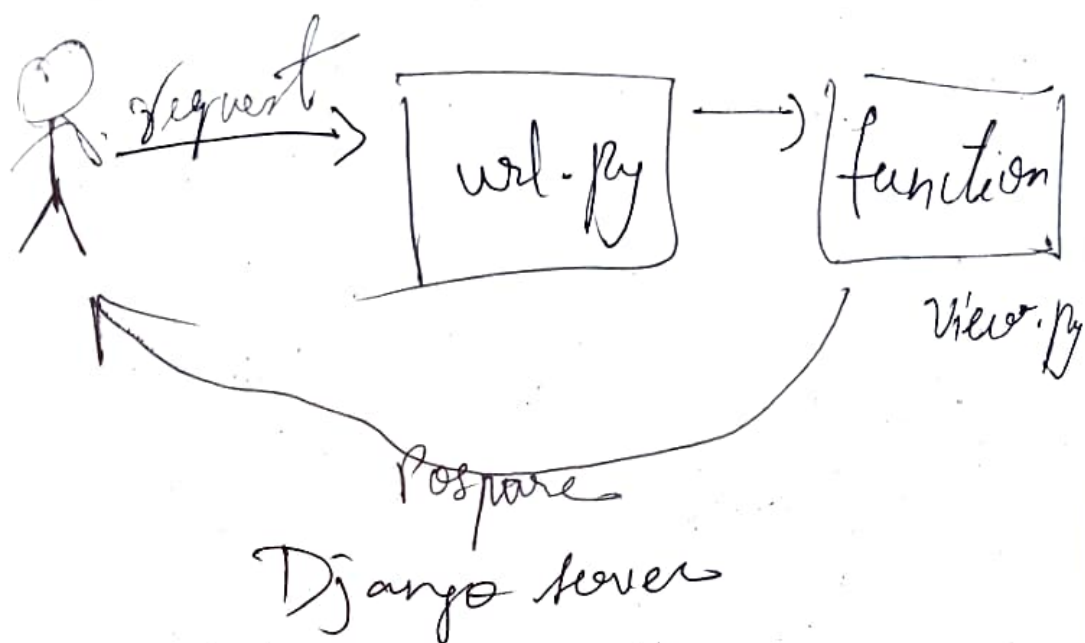 request
url.py
function
View.py
Response
Django server